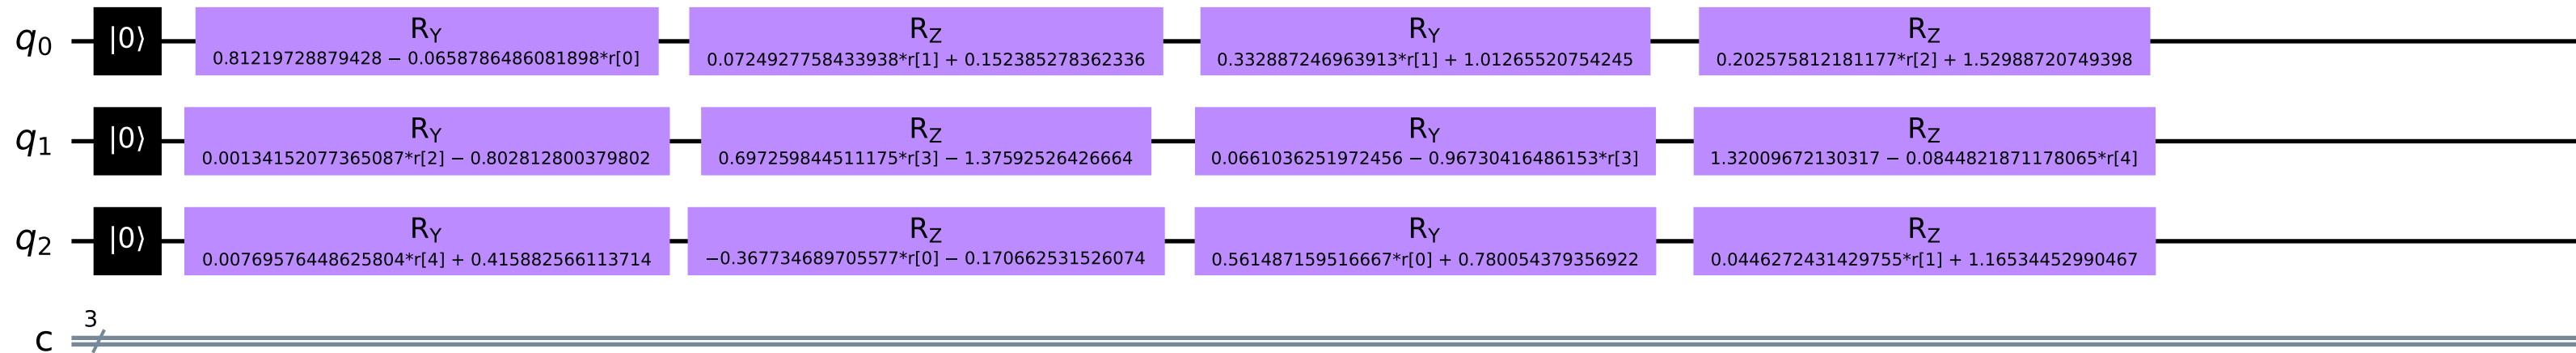 q0 |0⟩ RY RZ RY RZ
0.81219728879428 − 0.0658786486081898*r[0] 0.0724927758433938*r[1] + 0.152385278362336 0.332887246963913*r[1] + 1.01265520754245 0.202575812181177*r[2] + 1.52988720749398
q1 |0⟩ RY RZ RY RZ
0.00134152077365087*r[2] − 0.802812800379802 0.697259844511175*r[3] − 1.37592526426664 0.0661036251972456 − 0.96730416486153*r[3] 1.32009672130317 − 0.0844821871178065*r[4]
q2 |0⟩ RY RZ RY RZ
0.00769576448625804*r[4] + 0.415882566113714 −0.367734689705577*r[0] − 0.170662531526074 0.561487159516667*r[0] + 0.780054379356922 0.0446272431429755*r[1] + 1.16534452990467
3
c